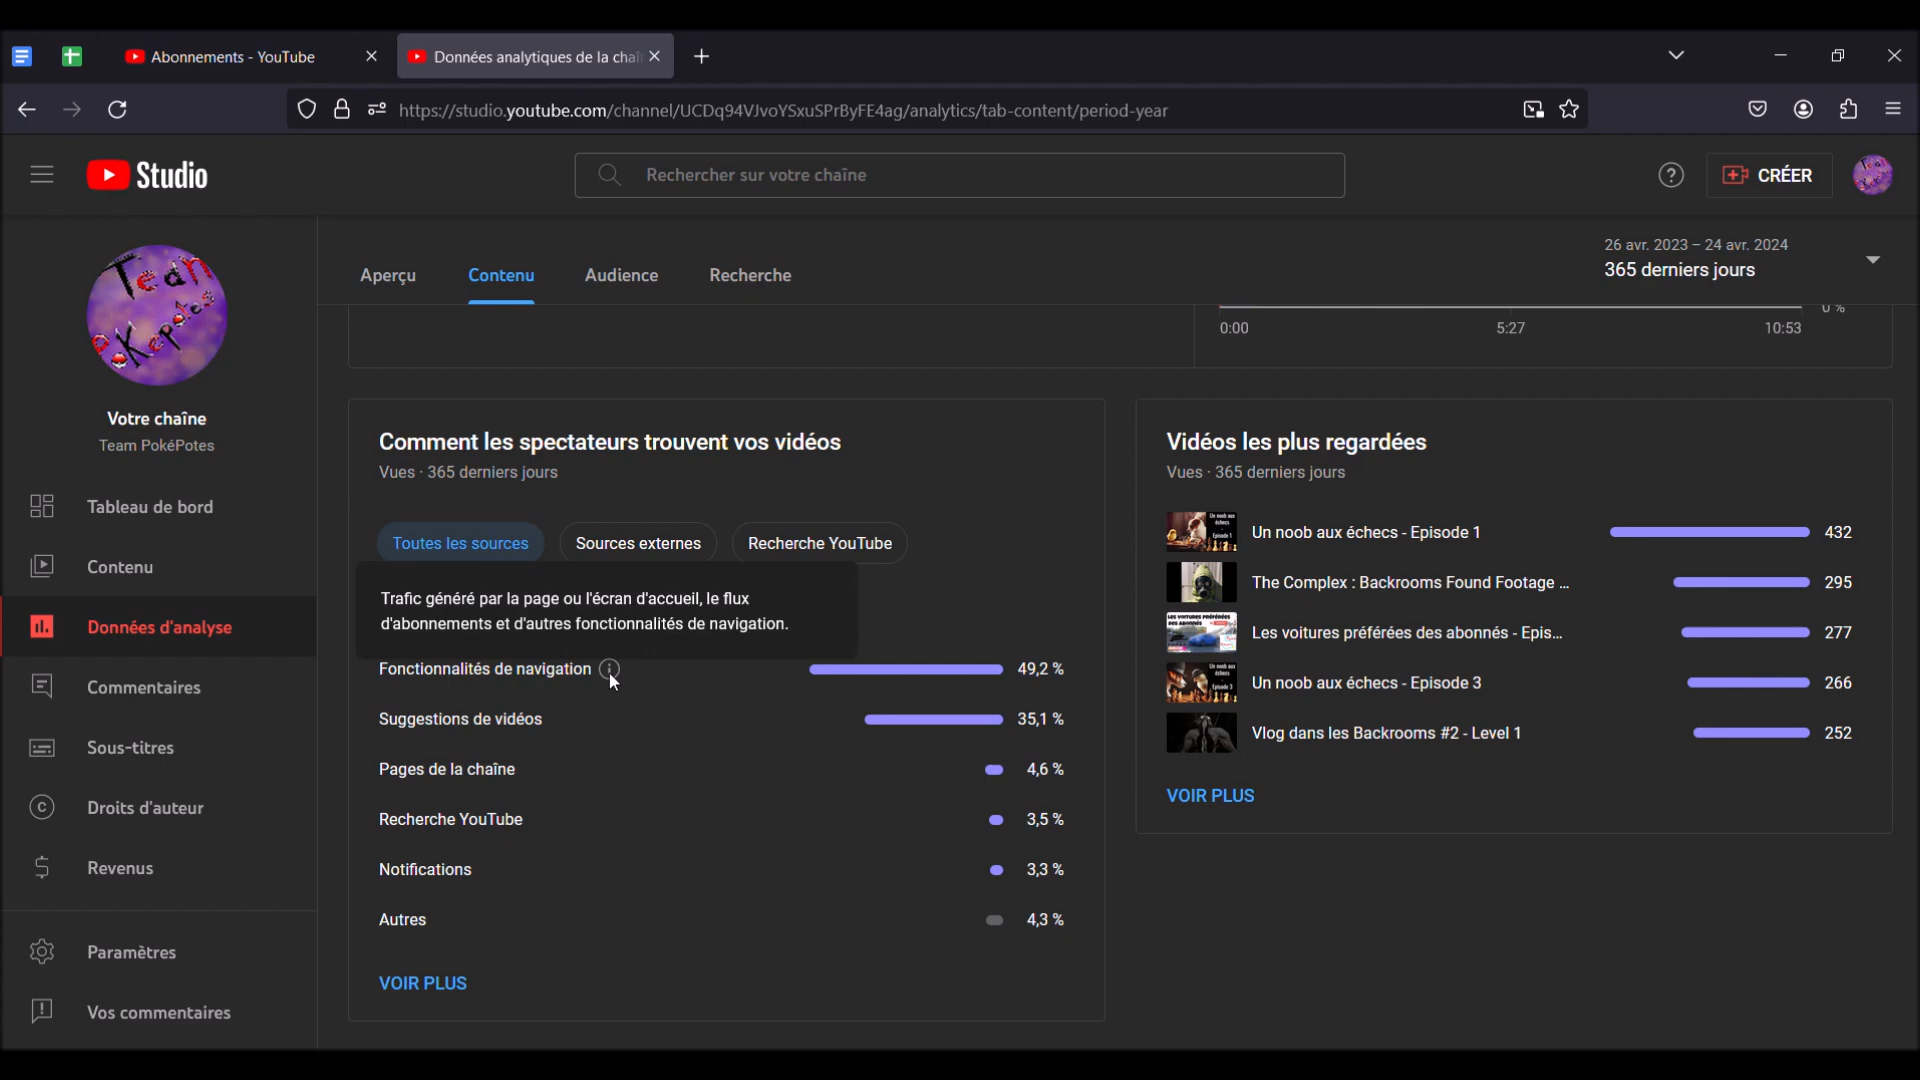 Abonnements - YouTube
Données analytiques de la chaî
https://studio.youtube.com/channel/UCDq94VJvoYSxuSPrByFE4ag/analytics/tab-content/period-year
Studio
Rechercher sur votre chaîne
CRÉER
Team PoKepotes
Votre chaîne
Team PokéPotes
Tableau de bord
Contenu
Données d'analyse
Commentaires
Sous-titres
Droits d'auteur
Revenus
Paramètres
Vos commentaires
Aperçu
Contenu
Audience
Recherche
26 avr. 2023 – 24 avr. 2024
365 derniers jours
0 %
0:00
5:27
10:53
Comment les spectateurs trouvent vos vidéos
Vues · 365 derniers jours
Toutes les sources
Sources externes
Recherche YouTube
Trafic généré par la page ou l'écran d'accueil, le flux
d'abonnements et d'autres fonctionnalités de navigation.
Fonctionnalités de navigation 49,2 %
Suggestions de vidéos 35,1 %
Pages de la chaîne 4,6 %
Recherche YouTube 3,5 %
Notifications 3,3 %
Autres 4,3 %
VOIR PLUS
Vidéos les plus regardées
Vues · 365 derniers jours
Un noob aux échecs - Episode 1 432
The Complex : Backrooms Found Footage ... 295
Les voitures préférées des abonnés - Epis... 277
Un noob aux échecs - Episode 3 266
Vlog dans les Backrooms #2 - Level 1 252
VOIR PLUS